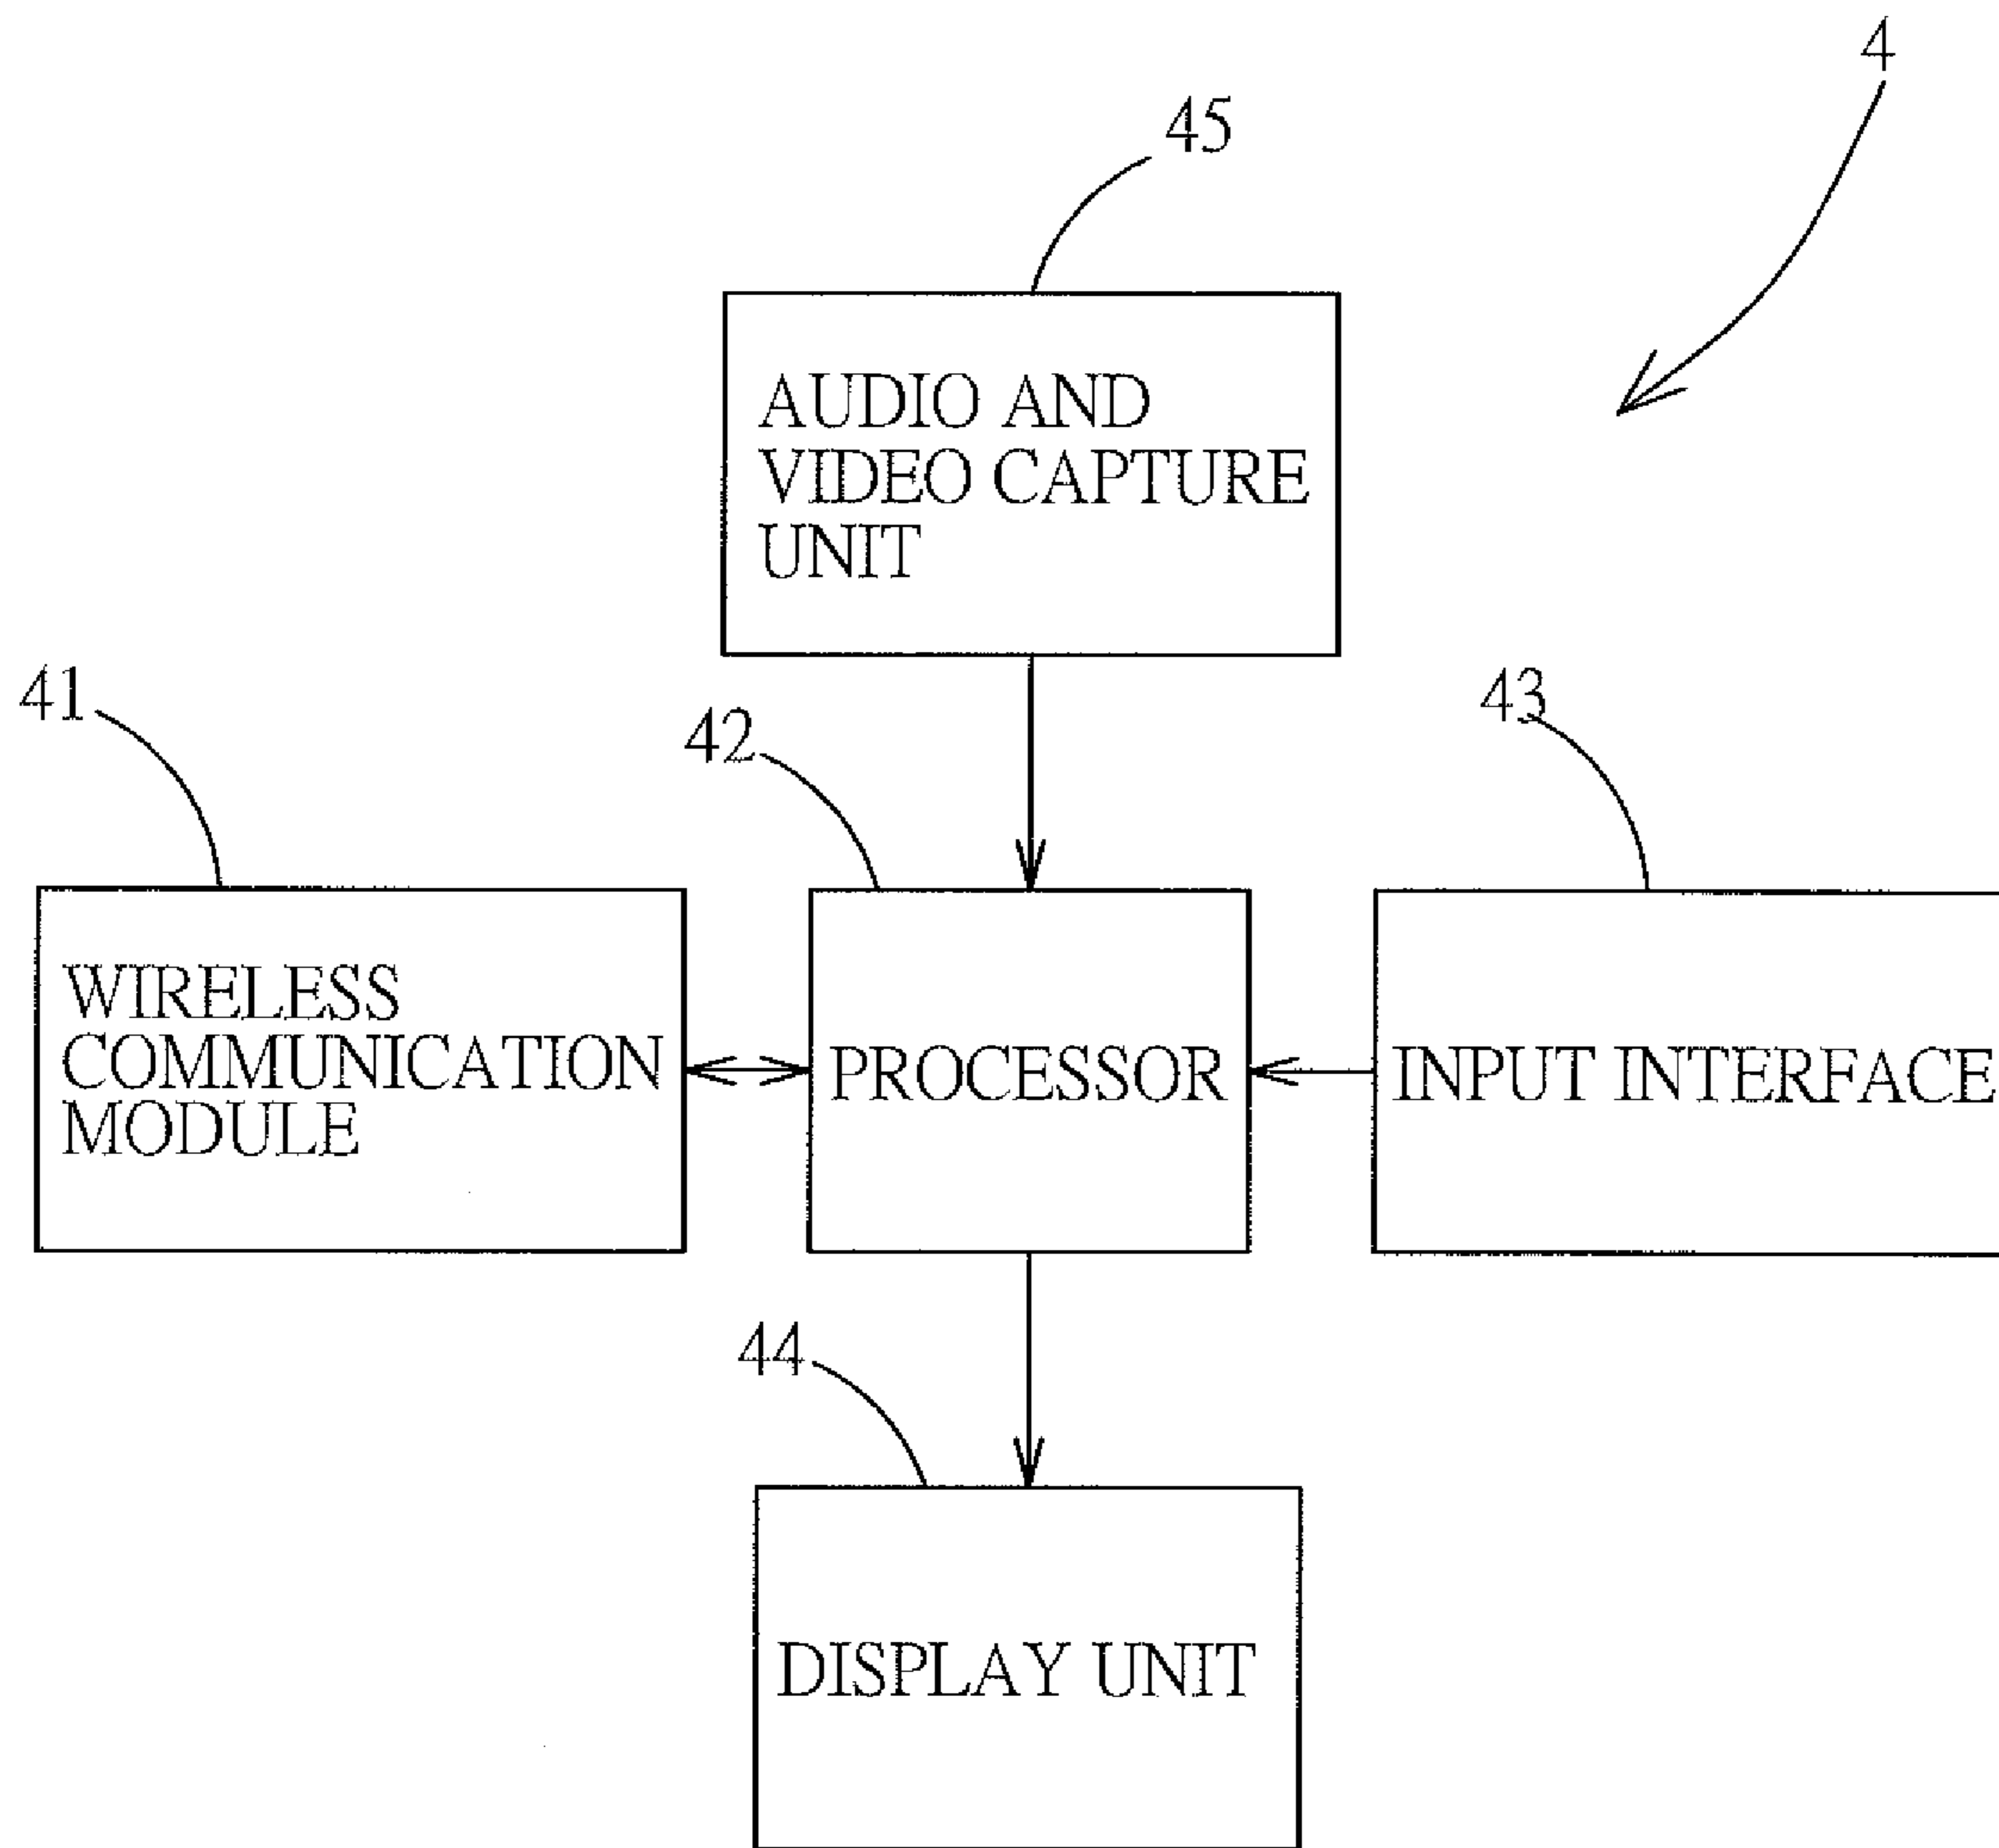 4
45
AUDIO AND
VIDEO CAPTURE
UNIT
41
42
43
WIRELESS
COMMUNICATION
MODULE
PROCESSOR
INPUT INTERFACE
44
DISPLAY UNIT